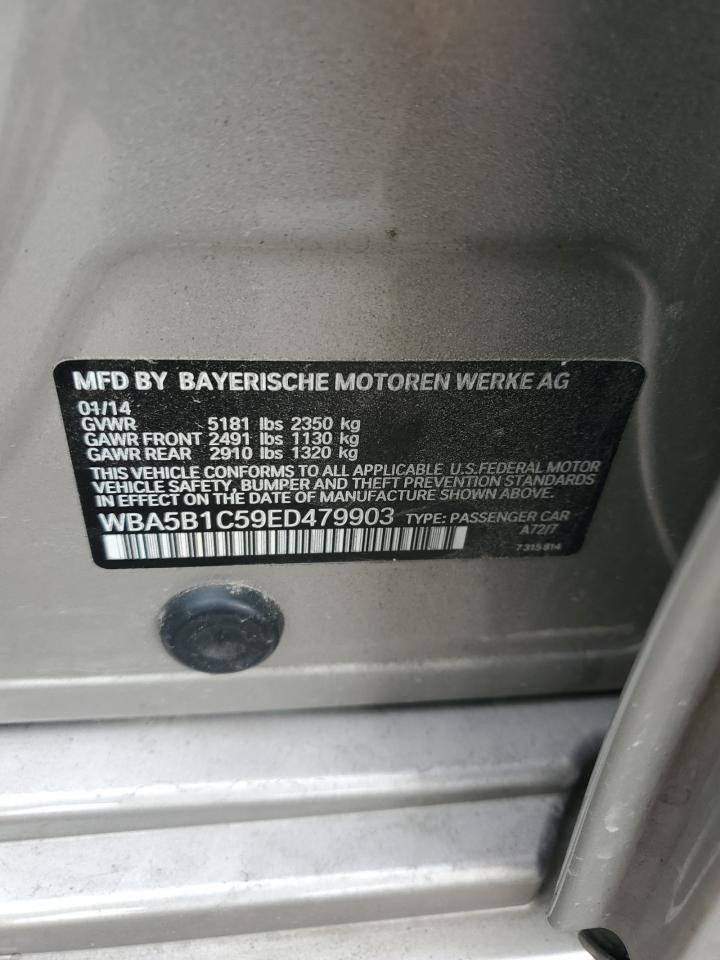 MFD BY BAYERISCHE MOTOREN WERKE AG
01/14
GVWR 5181 lbs 2350 kg
GAWR FRONT 2491 lbs 1130 kg
GAWR REAR 2910 lbs 1320 kg
THIS VEHICLE CONFORMS TO ALL APPLICABLE U.S.FEDERAL MOTOR
VEHICLE SAFETY, BUMPER AND THEFT PREVENTION STANDARDS
IN EFFECT ON THE DATE OF MANUFACTURE SHOWN ABOVE.
WBA5B1C59ED479903 TYPE: PASSENGER CAR
A72/7
7315814